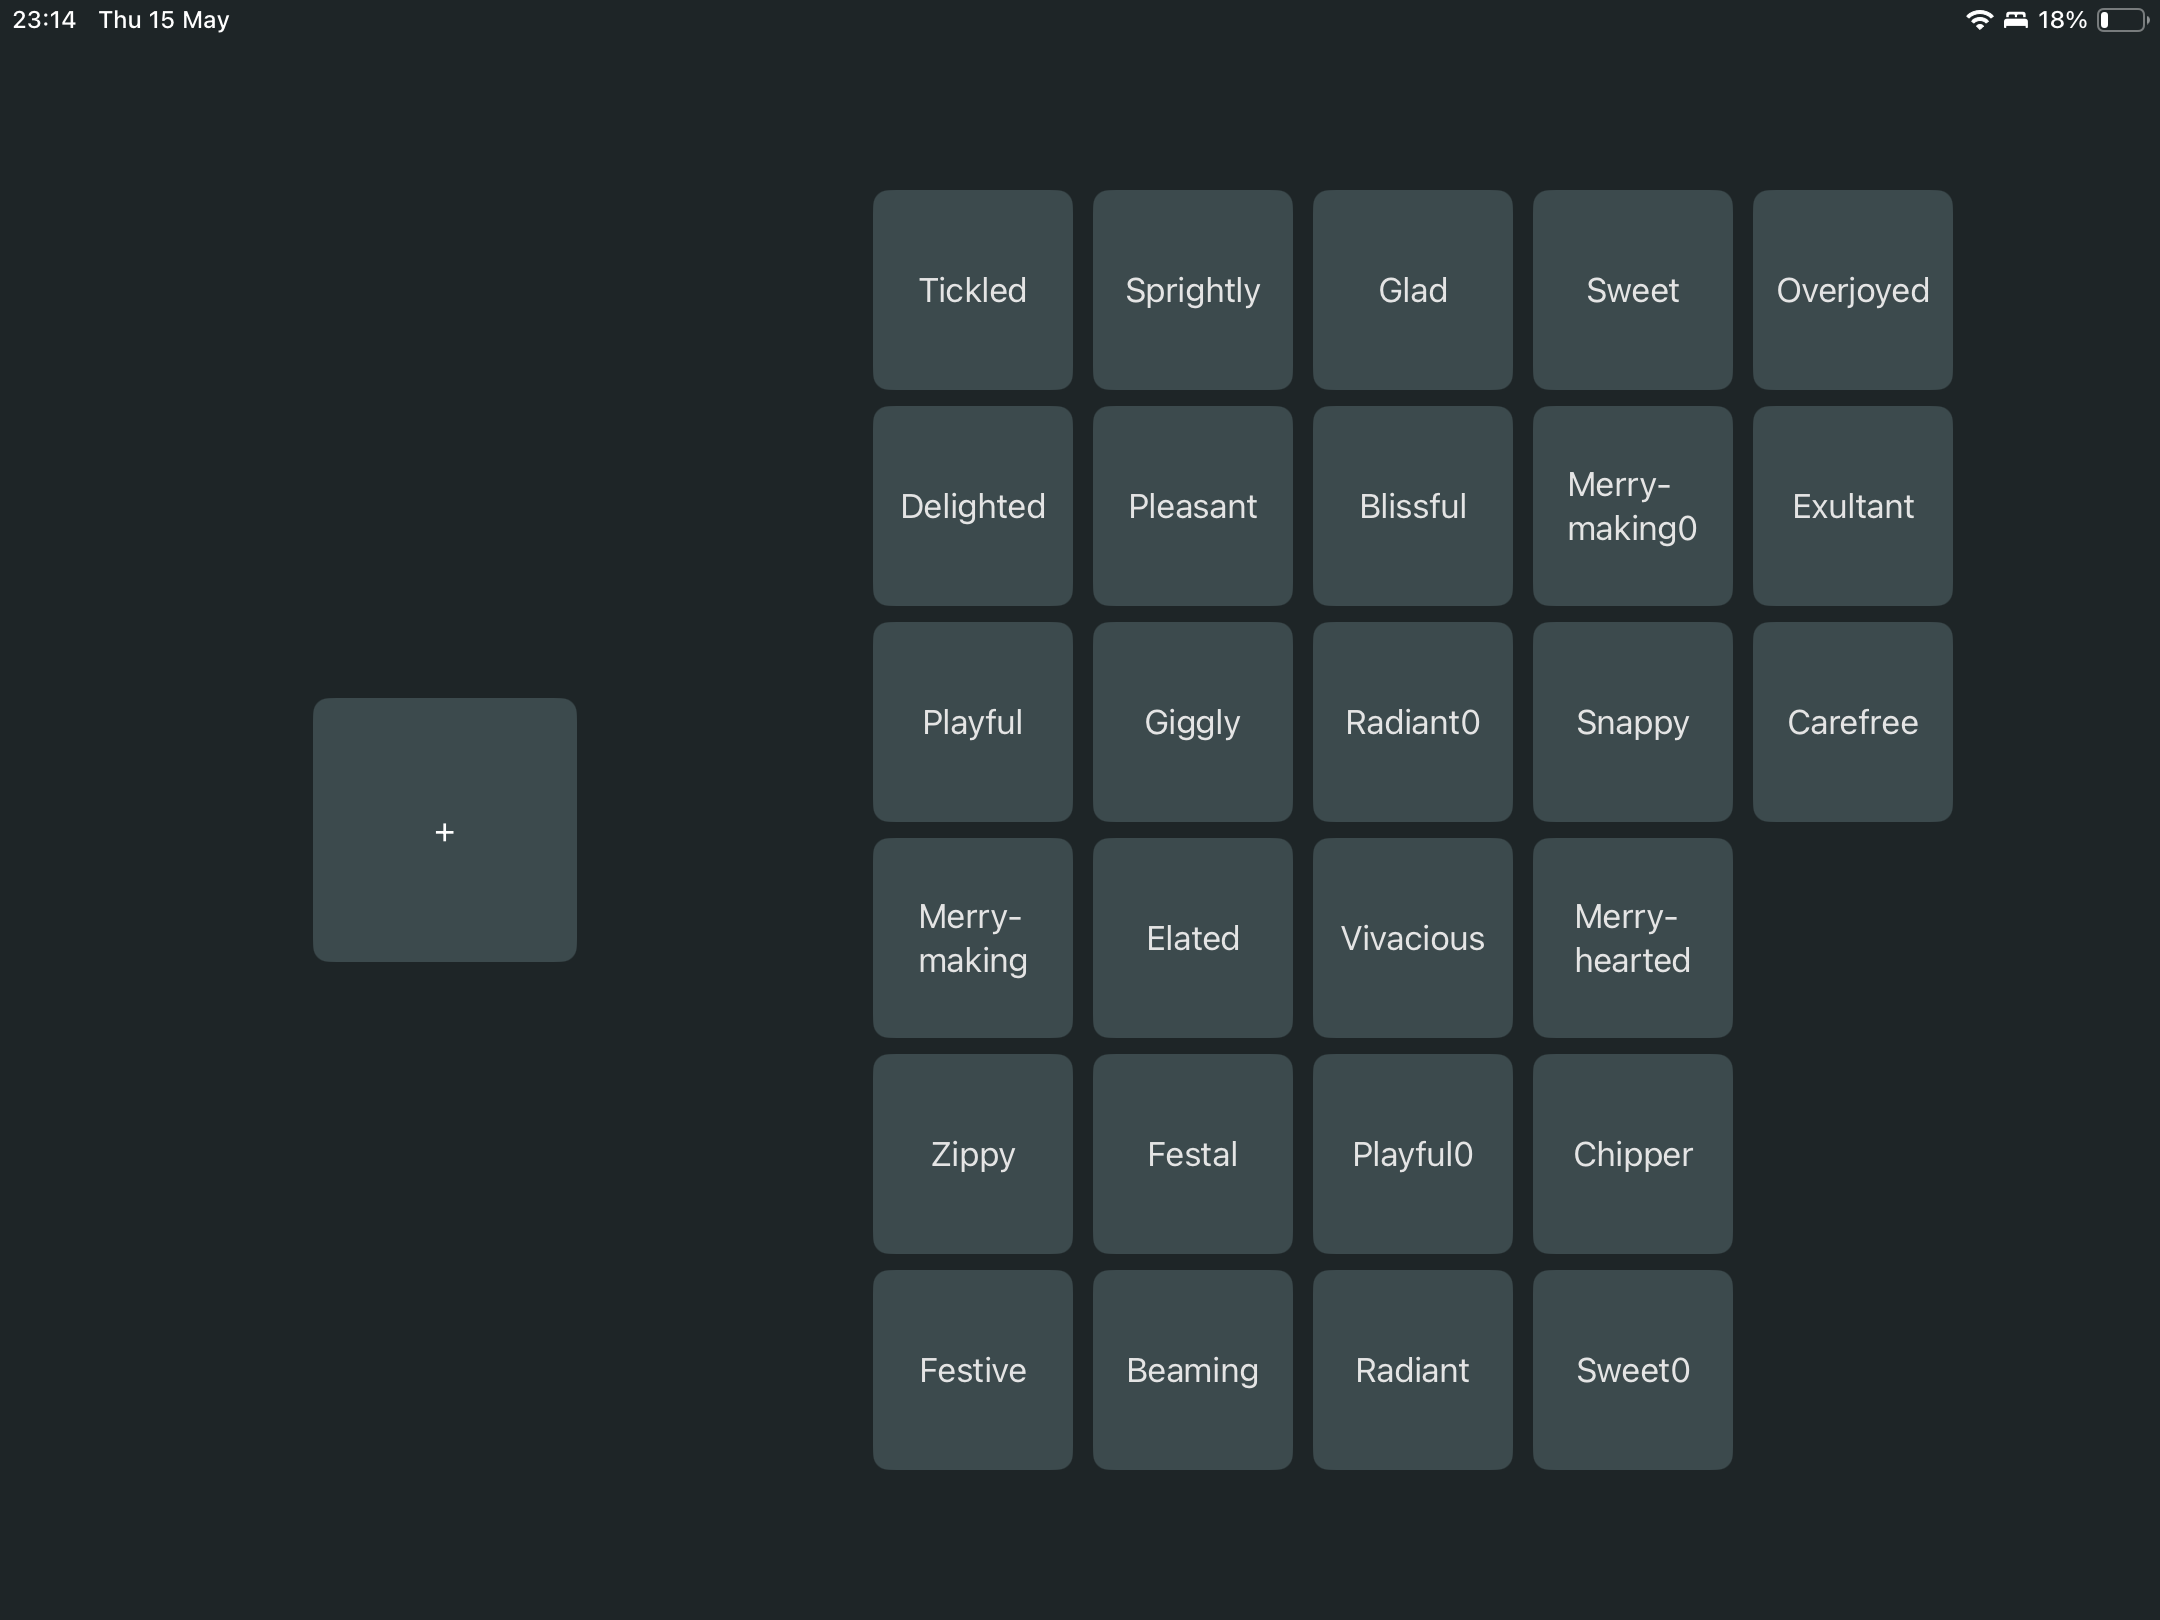 23:14 Thu 15 May
18%
Tickled Sprightly Glad Sweet Overjoyed
Delighted Pleasant Blissful Merry-
making0 Exultant
Playful Giggly Radiant0 Snappy Carefree
+
Merry-
making Elated Vivacious Merry-
hearted
Zippy Festal Playful0 Chipper
Festive Beaming Radiant Sweet0